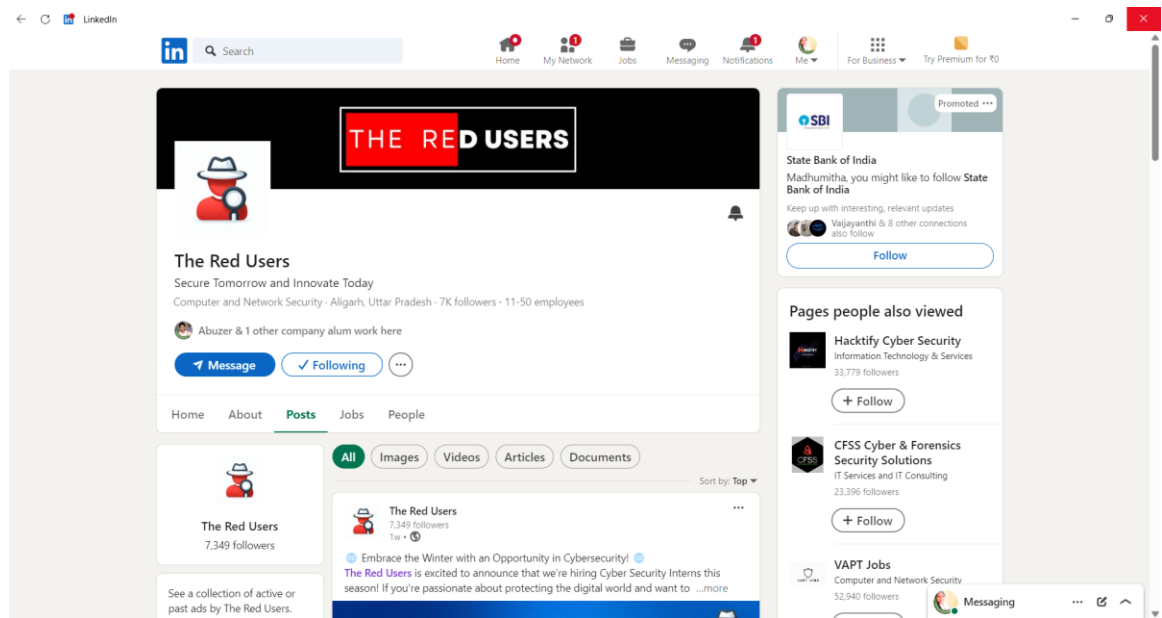 LinkedIn
in
Search
Home
My Network
Jobs
Messaging
Notifications
Me
For Business
Try Premium for ₹0
1
1
THE RED USERS
The Red Users
Secure Tomorrow and Innovate Today
Computer and Network Security · Aligarh, Uttar Pradesh · 7K followers · 11-50 employees
Abuzer & 1 other company alum work here
Message
Following
Home
About
Posts
Jobs
People
The Red Users
7,349 followers
See a collection of active or
past ads by The Red Users.
All
Images
Videos
Articles
Documents
Sort by: Top
The Red Users
7,349 followers
1w •
Embrace the Winter with an Opportunity in Cybersecurity!
The Red Users is excited to announce that we're hiring Cyber Security Interns this
season! If you're passionate about protecting the digital world and want to ...more
Promoted
SBI
State Bank of India
Madhumitha, you might like to follow State
Bank of India
Keep up with interesting, relevant updates
Vaijayanthi & 8 other connections
also follow
Follow
Pages people also viewed
Hacktify Cyber Security
Information Technology & Services
33,779 followers
+ Follow
CFSS
CFSS Cyber & Forensics
Security Solutions
IT Services and IT Consulting
23,396 followers
+ Follow
VAPT Jobs
Computer and Network Security
52,940 followers
Messaging